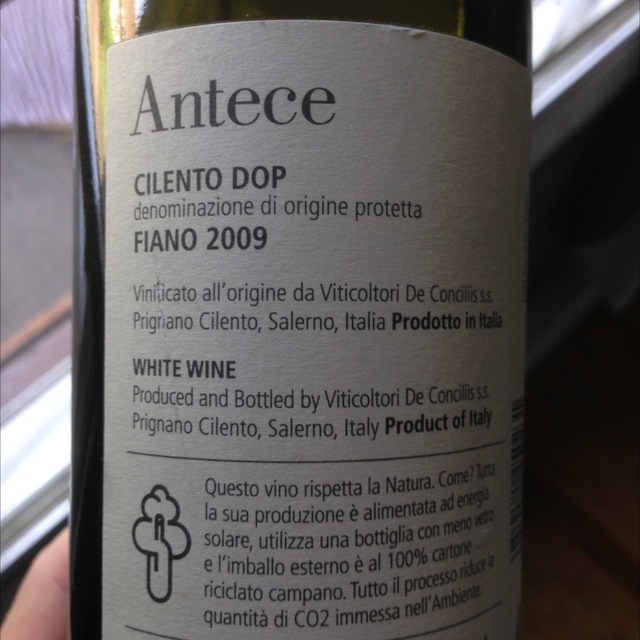 Antece
CILENTO DOP
denominazione di origine protetta
FIANO 2009
Vinificato all'origine da Viticoltori De Conciliis s.s.
Prignano Cilento, Salerno, Italia Prodotto in Italia
WHITE WINE
Produced and Bottled by Viticoltori De Conciliis s.s.
Prignano Cilento, Salerno, Italy Product of Italy
Questo vino rispetta la Natura. Come? Tutta
la sua produzione è alimentata ad energia
solare, utilizza una bottiglia con meno vetro
e l'imballo esterno è al 100% cartone
riciclato campano. Tutto il processo riduce la
quantità di CO2 immessa nell'Ambiente.